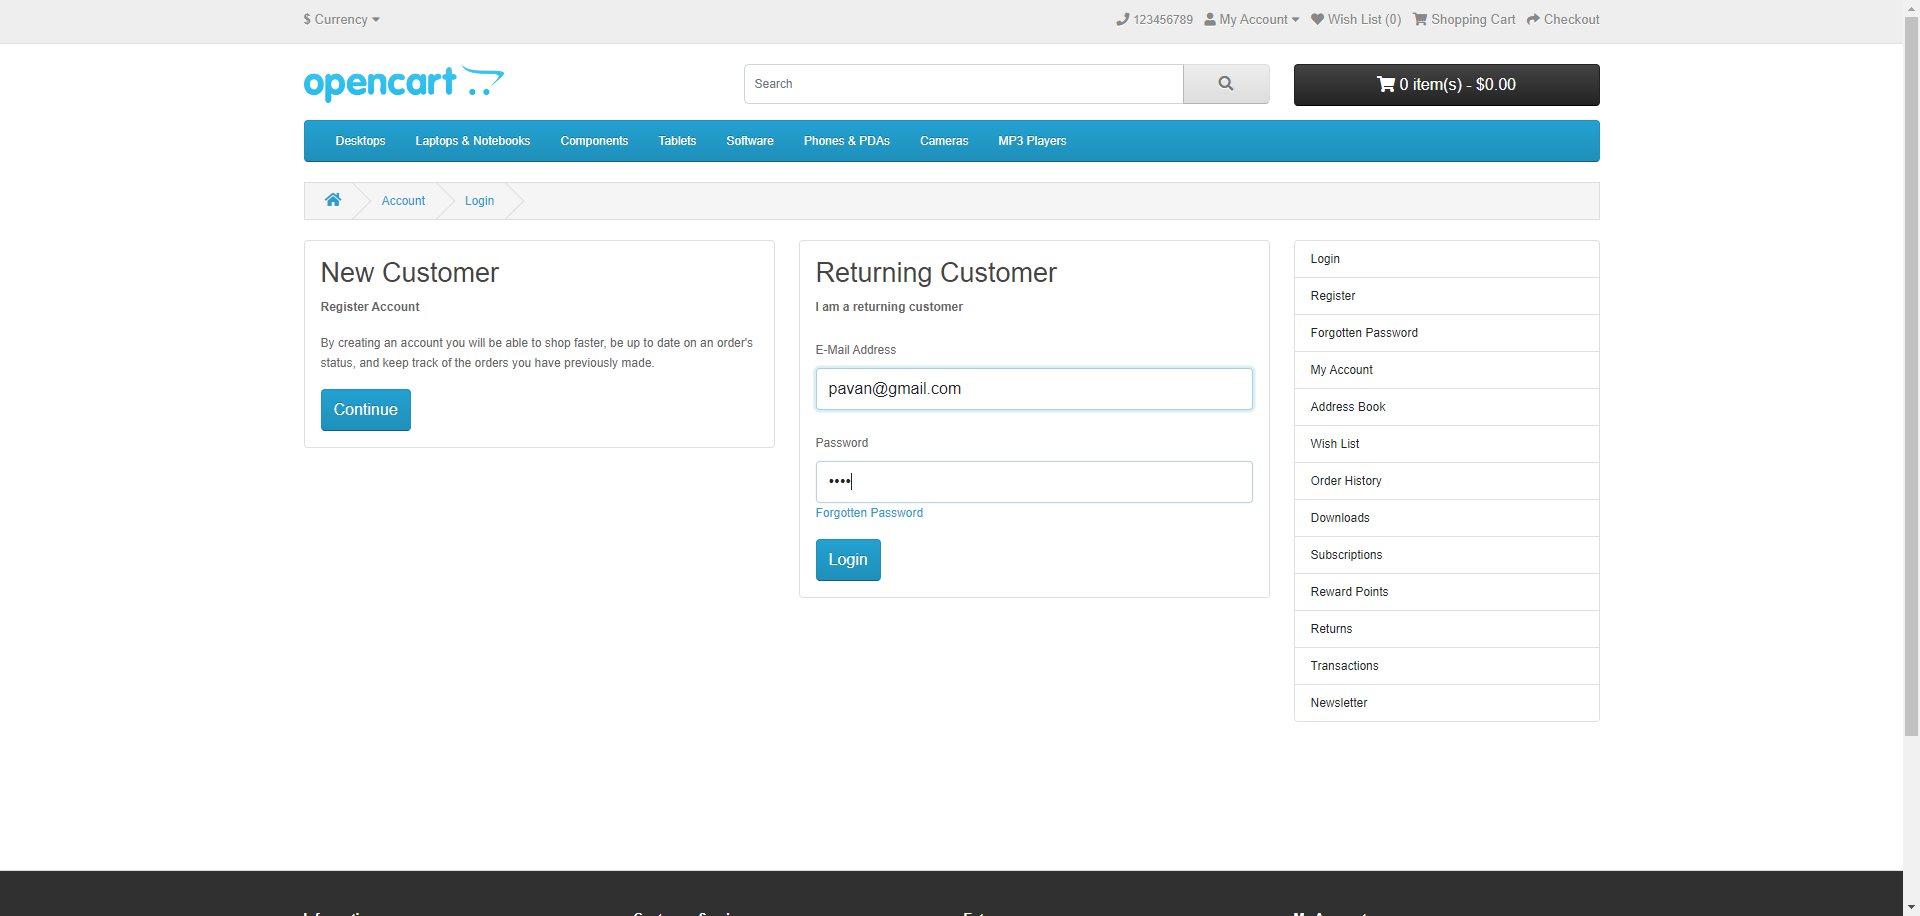 $ Currency
123456789 My Account Wish List (0) Shopping Cart Checkout
opencart
Search
0 item(s) - $0.00
Desktops Laptops & Notebooks Components Tablets Software Phones & PDAs Cameras MP3 Players
Account Login
New Customer
Register Account
By creating an account you will be able to shop faster, be up to date on an order's
status, and keep track of the orders you have previously made.
Continue
Returning Customer
I am a returning customer
E-Mail Address
pavan@gmail.com
Password
••••
Forgotten Password
Login
Login
Register
Forgotten Password
My Account
Address Book
Wish List
Order History
Downloads
Subscriptions
Reward Points
Returns
Transactions
Newsletter